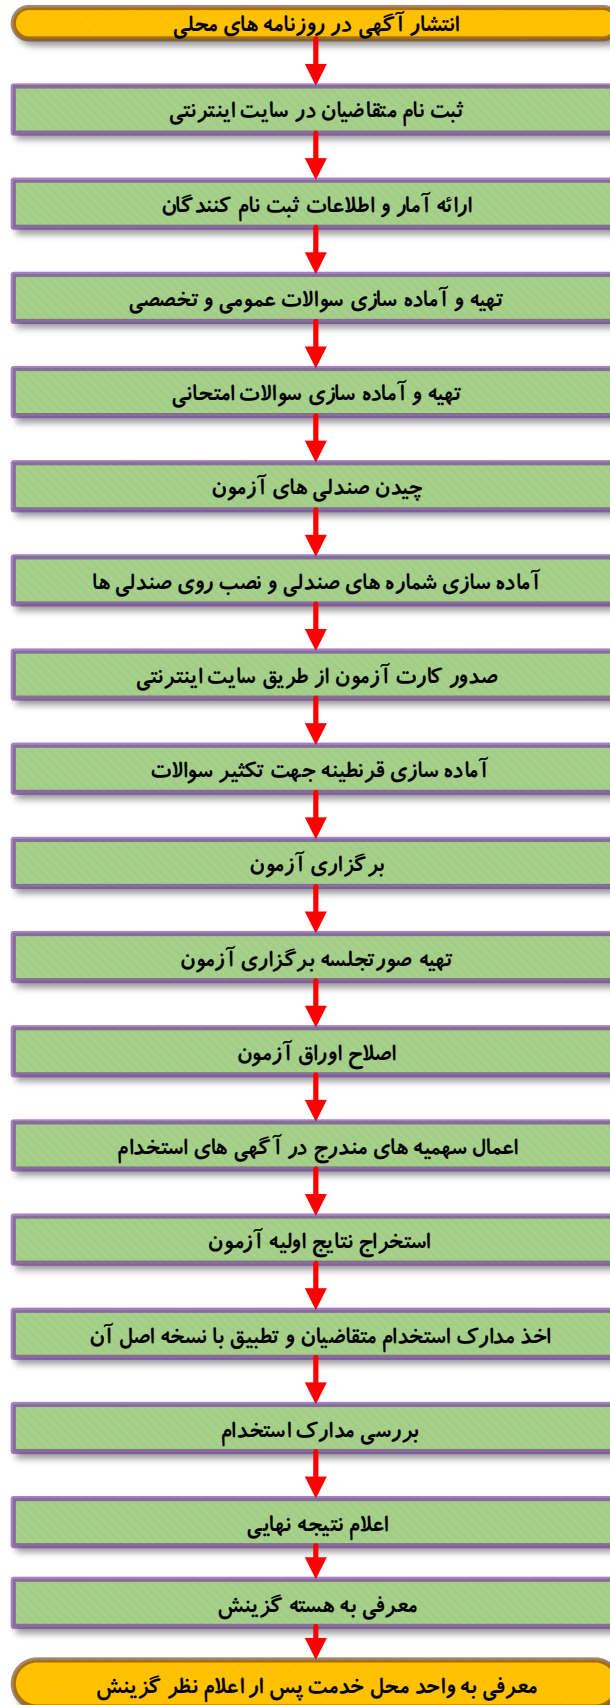 انتشار آگهی در روزنامه های محلی
ثبت نام متقاضیان در سایت اینترنتی
ارائه آمار و اطلاعات ثبت نام کنندگان
تهیه و آماده سازی سوالات عمومی و تخصصی
تهیه و آماده سازی سوالات امتحانی
چیدن صندلی های آزمون
آماده سازی شماره های صندلی و نصب روی صندلی ها
صدور کارت آزمون از طریق سایت اینترنتی
آماده سازی قرنطینه جهت تکثیر سوالات
برگزاری آزمون
تهیه صورتجلسه برگزاری آزمون
اصلاح اوراق آزمون
اعمال سهمیه های مندرج در آگهی های استخدام
استخراج نتایج اولیه آزمون
اخذ مدارک استخدام متقاضیان و تطبیق با نسخه اصل آن
بررسی مدارک استخدام
اعلام نتیجه نهایی
معرفی به هسته گزینش
معرفی به واحد محل خدمت پس ار اعلام نظر گزینش